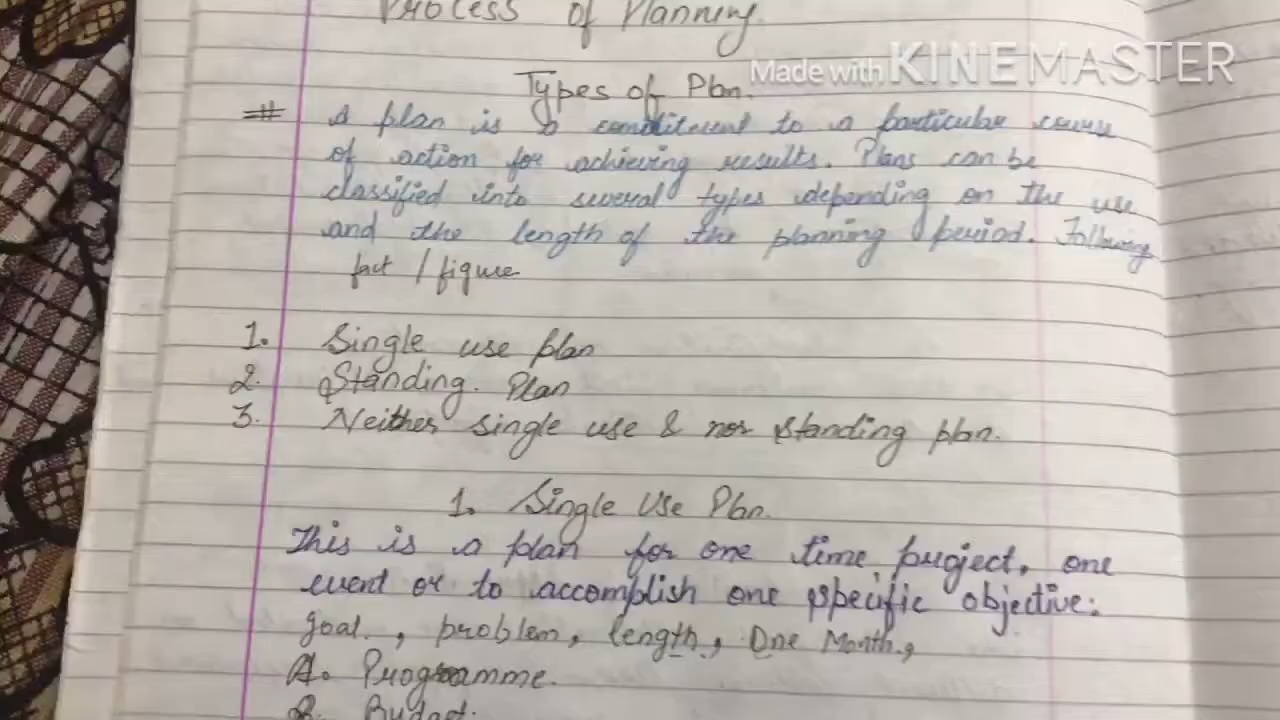 Process of Planning.
Made with KINEMASTER
Types of Plan.
# A plan is a commitment to a particular course
of action for achieving results. Plans can be
classified into several types depending on the use
and the length of the planning period. Following
fact / figure
1. Single use plan
2. Standing. Plan
3. Neither single use & nor standing plan.
1. Single Use Plan.
This is a plan for one time project, one
event or to accomplish one specific objective:
goal., problem, length, One Month,
A. Programme.
B. Budget.